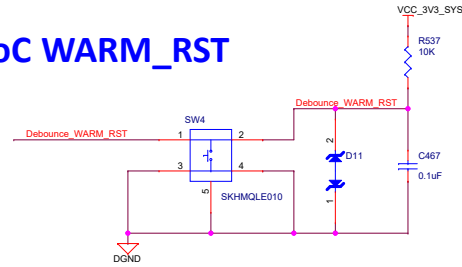 VCC_3V3_SYS
oC WARM_RST
R537
10K
Debounce_WARM_RST
SW4
Debounce_WARM_RST
1
2
3
4
5
SKHMQLE010
2
D11
1
C467
0.1uF
DGND